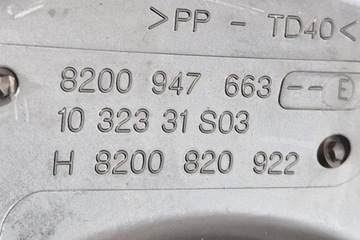 >PP - TD40<
8200 947 663 -- E
10 323 31 S03
H 8200 820 922